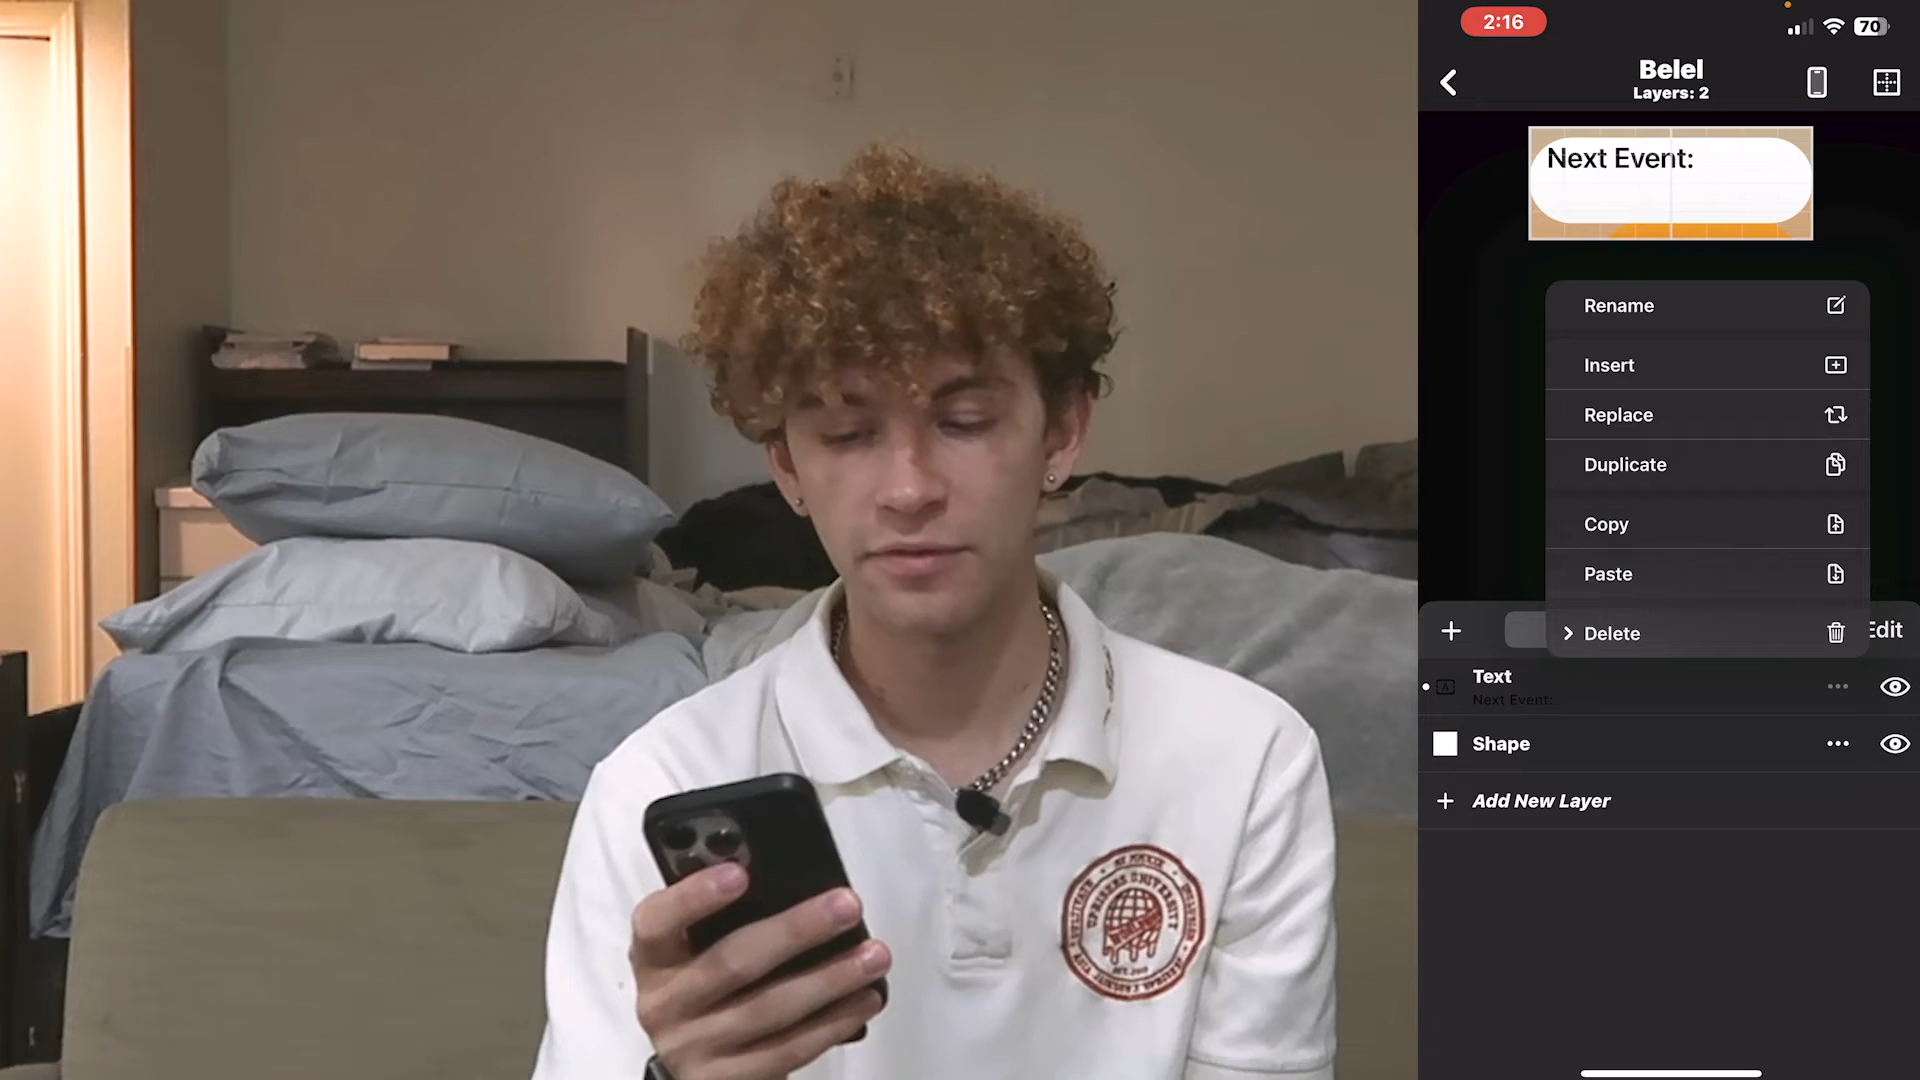 2:16
70
Belel
Layers: 2
Next Event:
Rename
Insert
Replace
Duplicate
Copy
Paste
Delete
Edit
Text
Next Event:
Shape
Add New Layer
WORLDWIDE